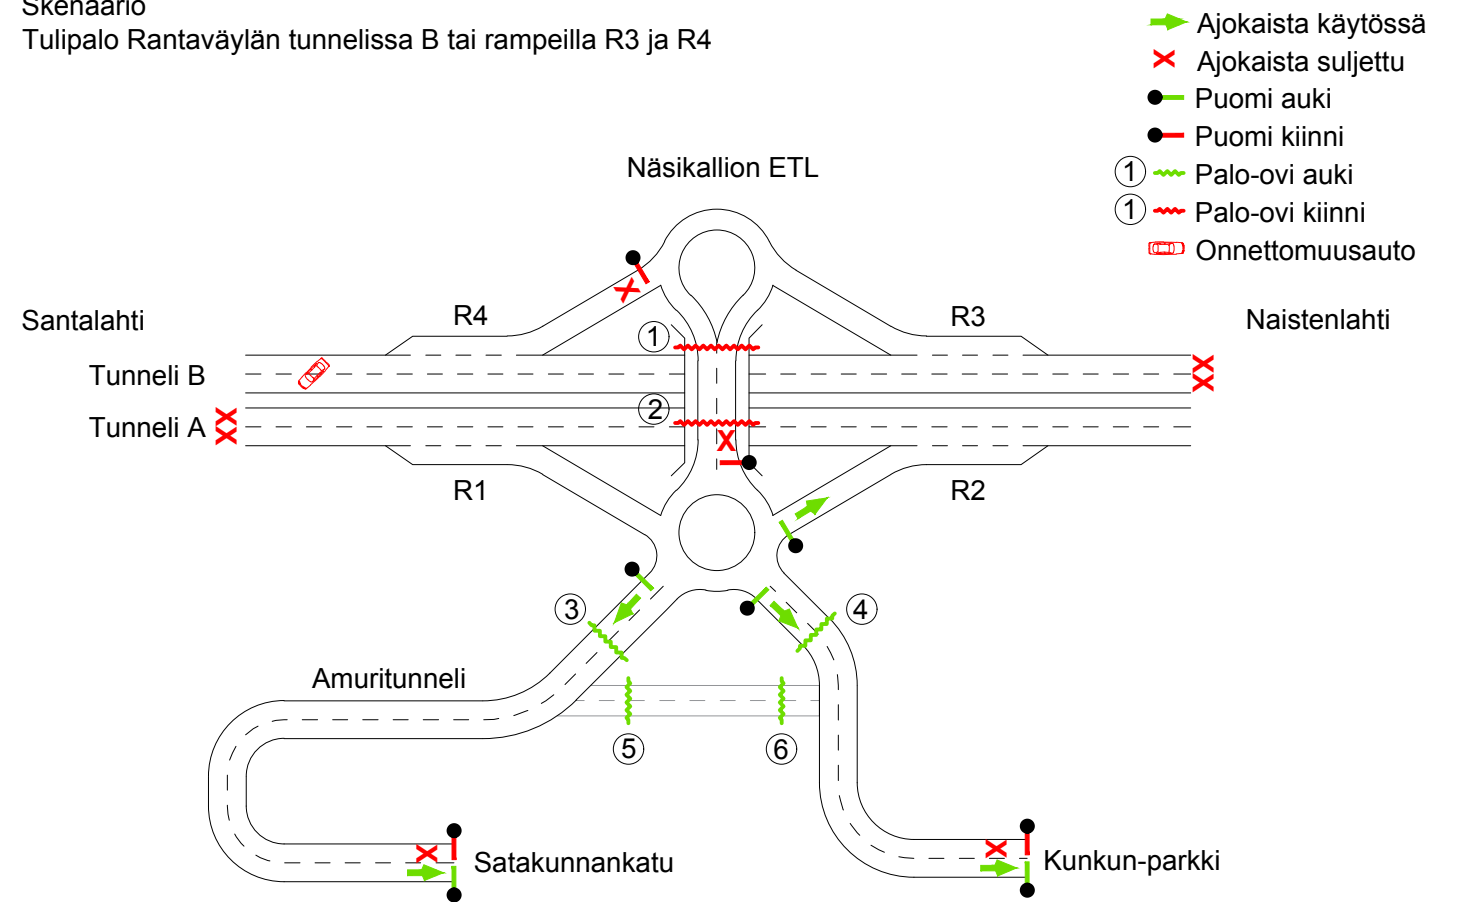 Skenaario
Tulipalo Rantaväylän tunnelissa B tai rampeilla R3 ja R4
Ajokaista käytössä
Ajokaista suljettu
Puomi auki
Puomi kiinni
1 Palo-ovi auki
1 Palo-ovi kiinni
Onnettomuusauto
Näsikallion ETL
Santalahti
R4
R3
Naistenlahti
1
Tunneli B
2
Tunneli A
R1
R2
3
4
Amuritunneli
5
6
Satakunnankatu
Kunkun-parkki